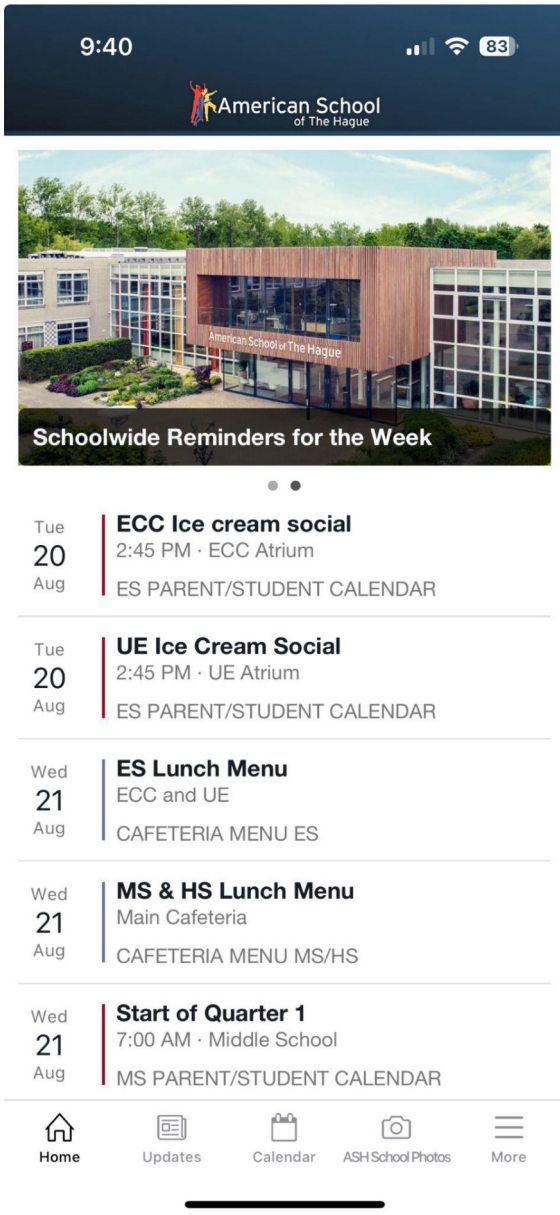 9:40
83
American School
of The Hague
American School of The Hague
Schoolwide Reminders for the Week
Tue
20
Aug
ECC Ice cream social
2:45 PM · ECC Atrium
ES PARENT/STUDENT CALENDAR
Tue
20
Aug
UE Ice Cream Social
2:45 PM · UE Atrium
ES PARENT/STUDENT CALENDAR
Wed
21
Aug
ES Lunch Menu
ECC and UE
CAFETERIA MENU ES
Wed
21
Aug
MS & HS Lunch Menu
Main Cafeteria
CAFETERIA MENU MS/HS
Wed
21
Aug
Start of Quarter 1
7:00 AM · Middle School
MS PARENT/STUDENT CALENDAR
Home
Updates
Calendar
ASH School Photos
More